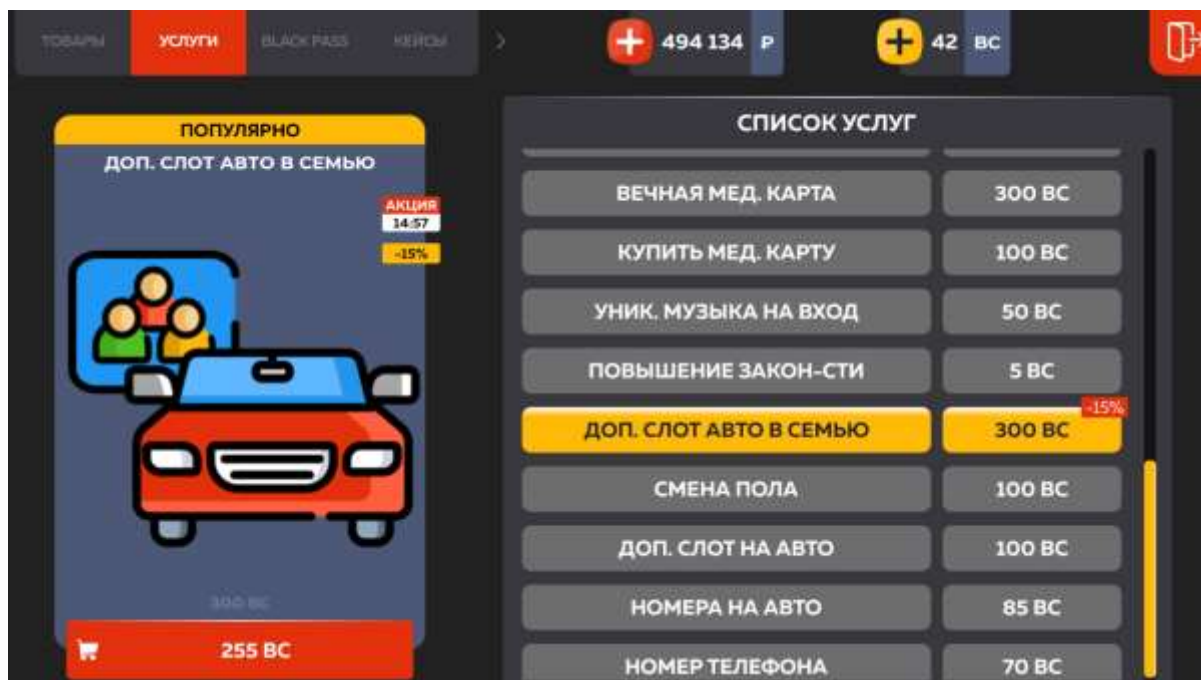 ТОВАРЫ УСЛУГИ BLACK PASS КЕЙСЫ
494 134 Р
42 BC
ПОПУЛЯРНО
ДОП. СЛОТ АВТО В СЕМЬЮ
АКЦИЯ
14:57
-15%
300 BC
255 BC
СПИСОК УСЛУГ
ВЕЧНАЯ МЕД. КАРТА 300 BC
КУПИТЬ МЕД. КАРТУ 100 BC
УНИК. МУЗЫКА НА ВХОД 50 BC
ПОВЫШЕНИЕ ЗАКОН-СТИ 5 BC
-15%
ДОП. СЛОТ АВТО В СЕМЬЮ 300 BC
СМЕНА ПОЛА 100 BC
ДОП. СЛОТ НА АВТО 100 BC
НОМЕРА НА АВТО 85 BC
НОМЕР ТЕЛЕФОНА 70 BC